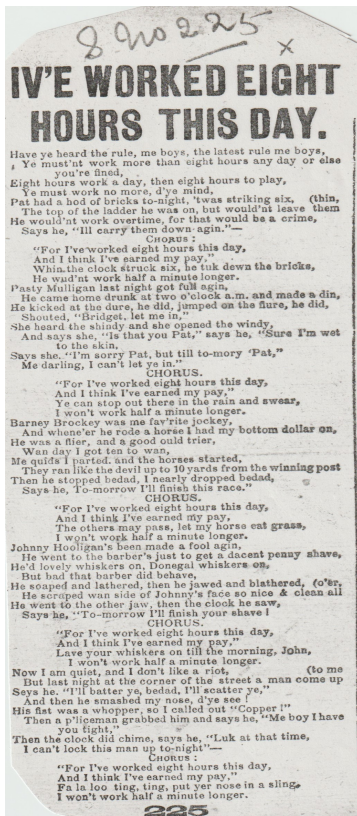 8 No 225 x
IV'E WORKED EIGHT
HOURS THIS DAY.
Have ye heard the rule, me boys, the latest rule me boys,
Ye must'nt work more than eight hours any day or else
you're fined,
Eight hours work a day, then eight hours to play,
Ye must work no more, d'ye mind,
Pat had a hod of bricks to-night, 'twas striking six, (thin,
The top of the ladder he was on, but would'nt leave them
He would'nt work overtime, for that would be a crime,
Says he, "Ill carry them down agin."—
CHORUS :
"For I've worked eight hours this day,
And I think I've earned my pay,"
Whin the clock struck six, he tuk down the bricks,
He wud'nt work half a minute longer.
Pasty Mulligan last night got full agin,
He came home drunk at two o'clock a.m. and made a din,
He kicked at the dure, he did, jumped on the flure, he did,
Shouted, "Bridget, let me in,"
She heard the shindy and she opened the windy,
And says she, "Is that you Pat," says he, "Sure I'm wet
to the skin,
Says she. "I'm sorry Pat, but till to-mory 'Pat,"
Me darling, I can't let ye in."
CHORUS.
"For I've worked eight hours this day,
And I think I've earned my pay,"
Ye can stop out there in the rain and swear,
I won't work half a minute longer.
Barney Brockey was me fav'rite jockey,
And whene'er he rode a horse I had my bottom dollar on,
He was a flier, and a good ould trier,
Wan day I got ten to wan,
Me quids I parted. and the horses started,
They ran like the devil up to 10 yards from the winning post
Then he stopped bedad, I nearly dropped bedad,
Says he, To-morrow I'll finish this race."
CHORUS.
"For I've worked eight hours this day,
And I think I've earned my pay,
The others may pass, let my horse eat grass,
I won't work half a minute longer.
Johnny Hooligan's been made a fool agin,
He went to the barber's just to get a dacent penny shave,
He'd lovely whiskers on, Donegal whiskers on,
But bad that barber did behave,
He soaped and lathered, then he jawed and blathered, (o'er,
He scraped wan side of Johnny's face so nice & clean all
He went to the other jaw, then the clock he saw,
Says he, "To-morrow I'll finish your shave !
CHORUS.
"For I've worked eight hours this day,
And I think I've earned my pay,"
Lave your whiskers on till the morning, John,
I won't work half a minute longer.
Now I am quiet, and I don't like a riot, (to me
But last night at the corner of the street a man come up
Seys he. "I'll batter ye, bedad, I'll scatter ye,"
And then he smashed my nose, d'ye see !
His fist was a whopper, so I called out "Copper !"
Then a p'liceman grabbed him and says he, "Me boy I have
you tight,"
Then the clock did chime, says he, "Luk at that time,
I can't lock this man up to-night"—
CHORUS :
"For I've worked eight hours this day,
And I think I've earned my pay,"
Fa la loo ting, ting, put yer nose in a sling,
I won't work half a minute longer.
225